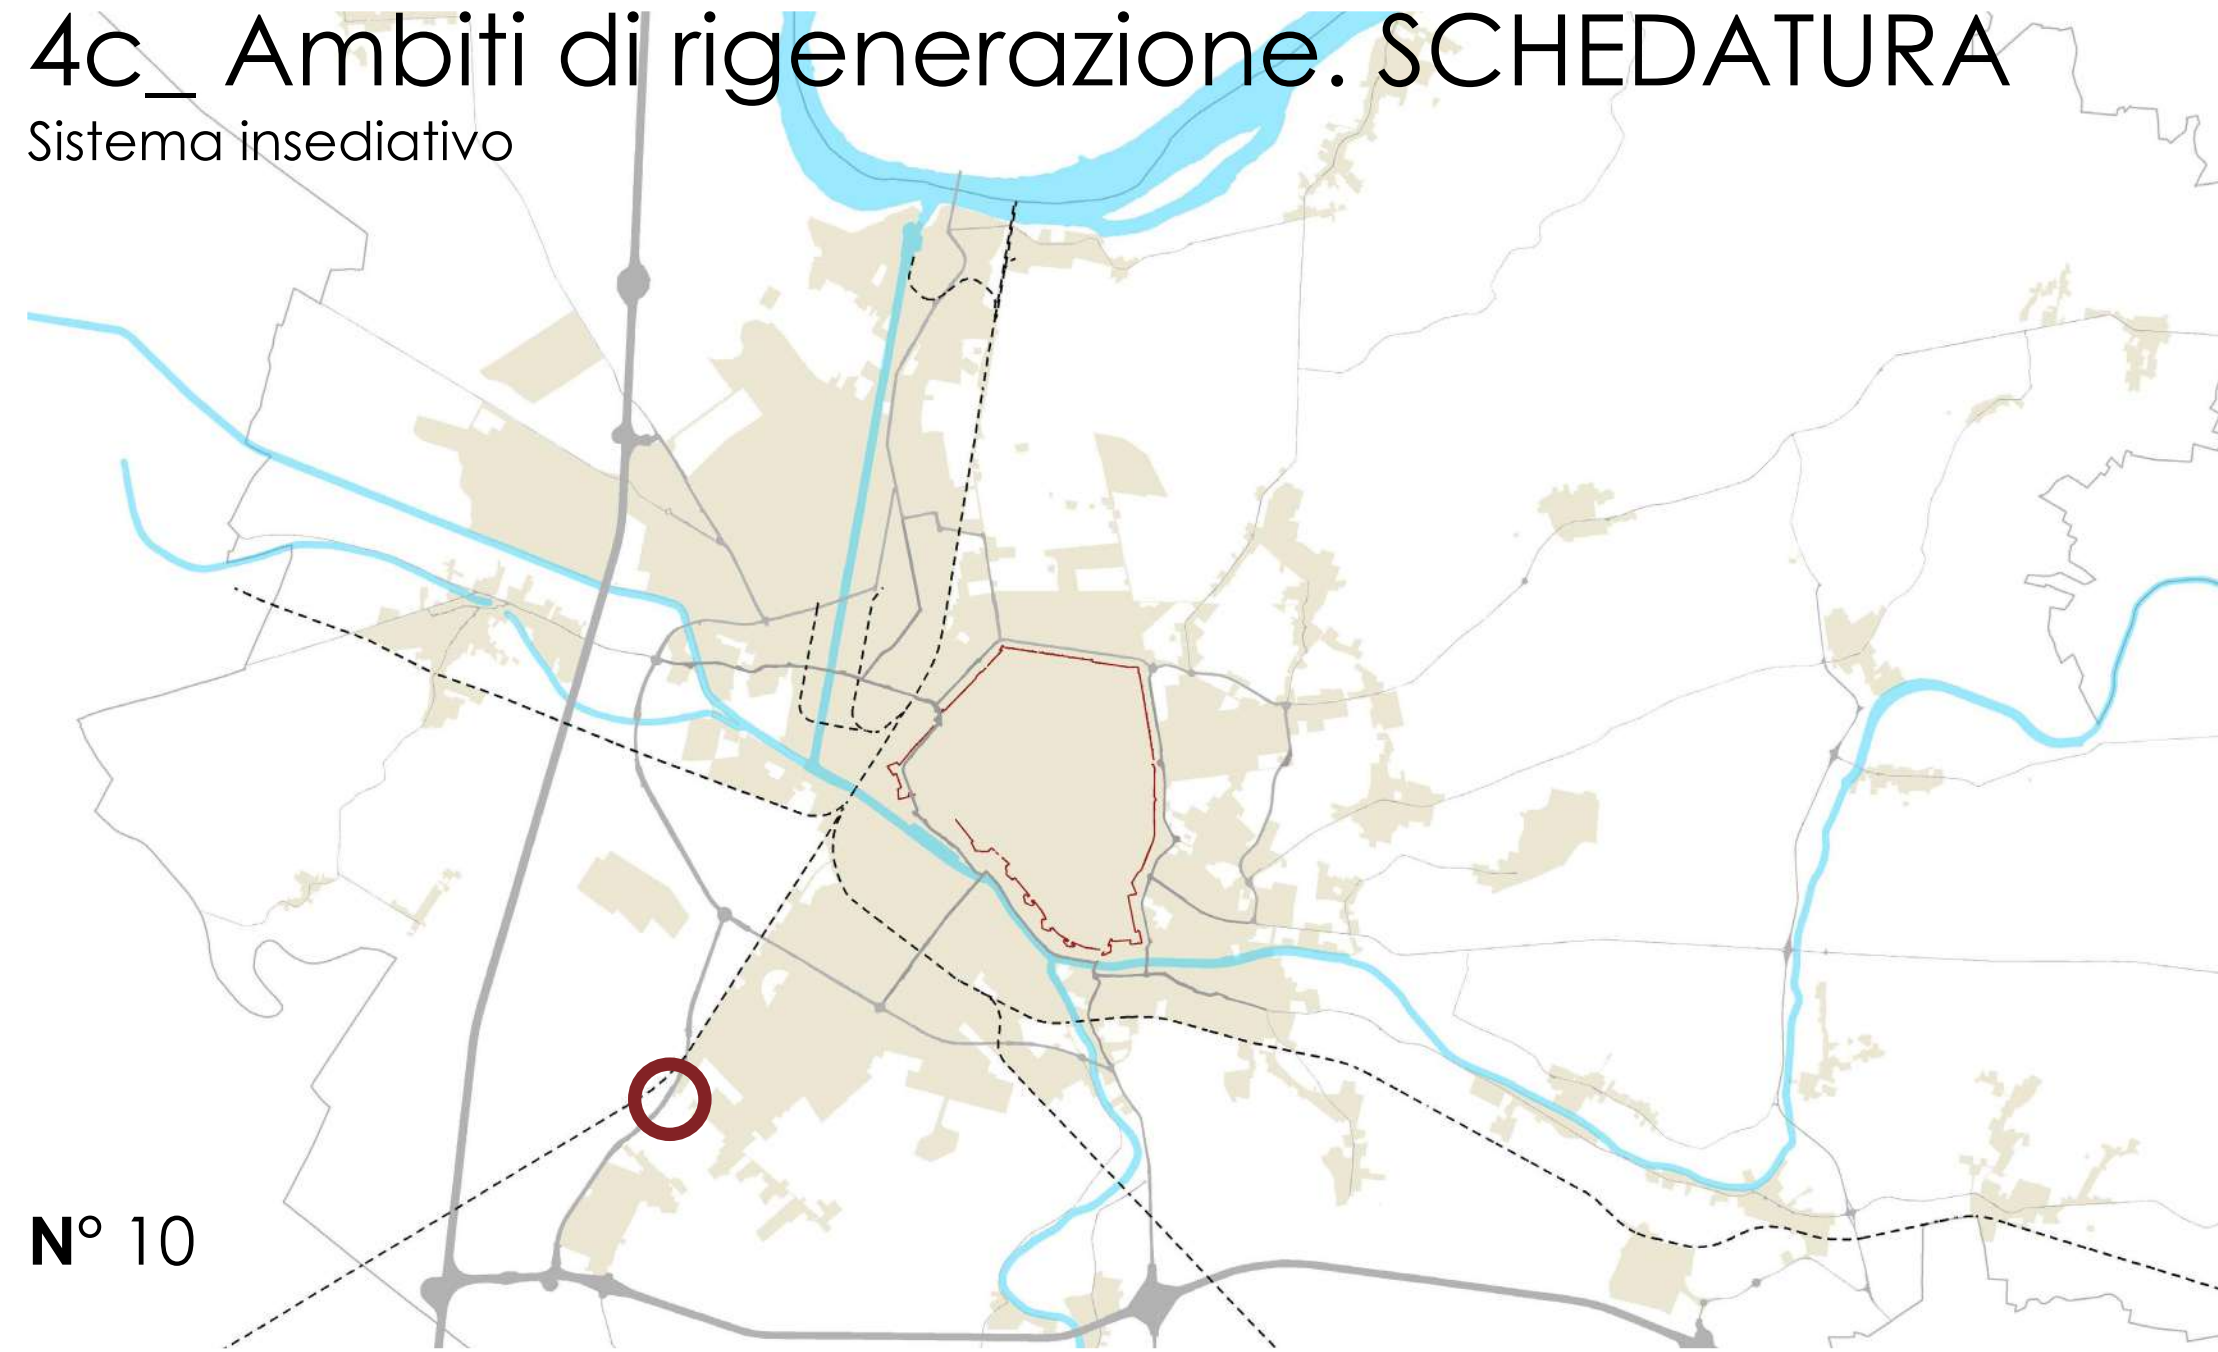 4c_ Ambiti di rigenerazione. SCHEDATURA
Sistema insediativo
N° 10